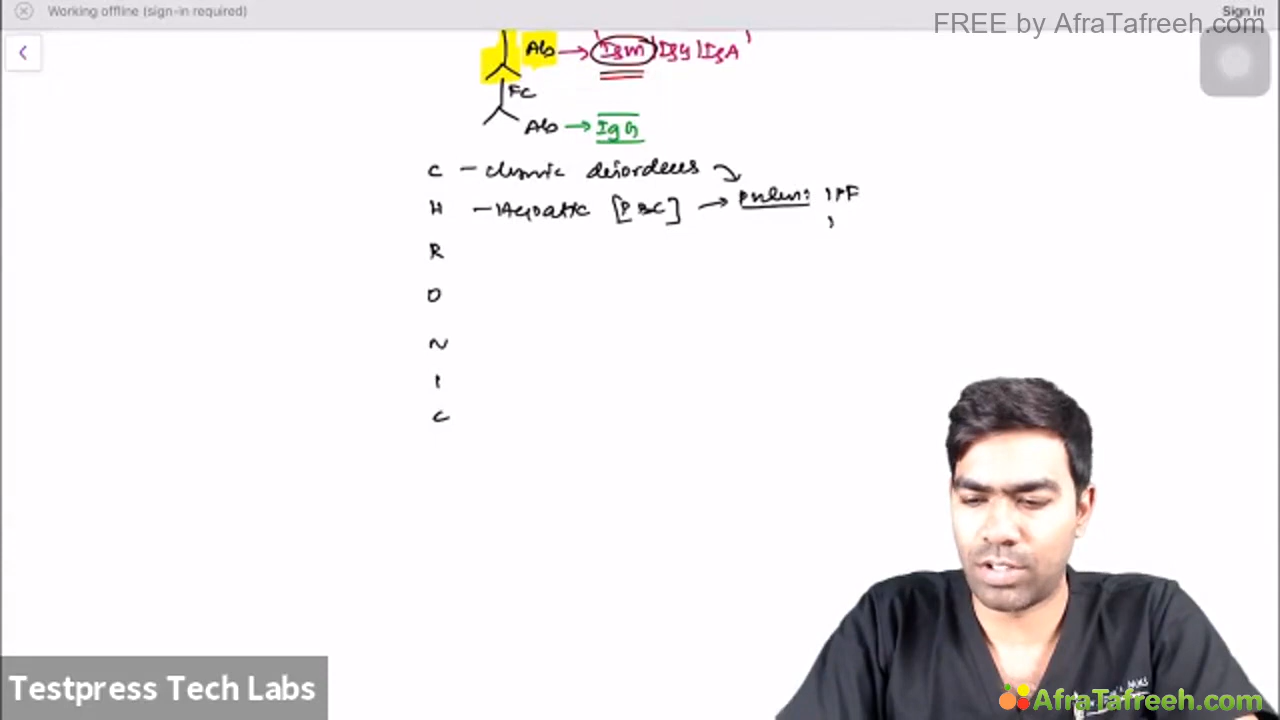 Working offline (sign-in required)
Sign in
FREE by AfraTafreeh.com
Ab → IgM | IgG | IgA
FC
Ab → IgG
C - chronic disorders
H - Hepatic [PBC] → pulm: IPF
R
O
N
I
C
Testpress Tech Labs
AfraTafreeh.com